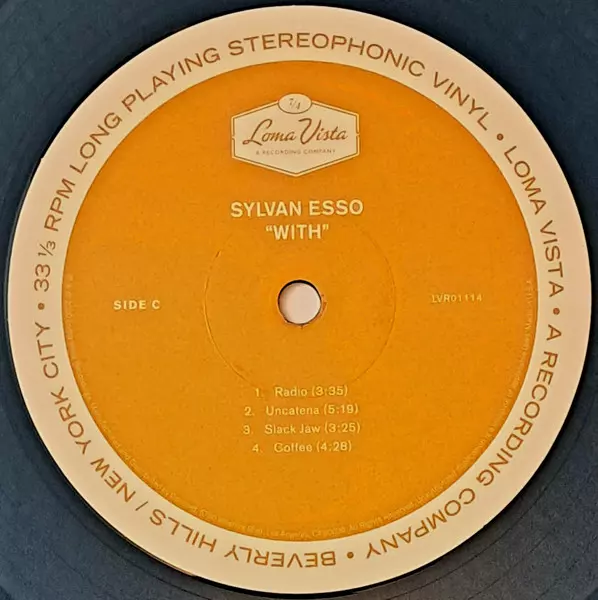 33 1/3 RPM LONG PLAYING STEREOPHONIC VINYL • LOMA VISTA • A RECORDING COMPANY • BEVERLY HILLS / NEW YORK CITY •
7/4
Loma Vista
A RECORDING COMPANY
SYLVAN ESSO
"WITH"
SIDE C
LVR01114
1. Radio (3:35)
2. Uncatena (5:19)
3. Slack Jaw (3:25)
4. Coffee (4:28)